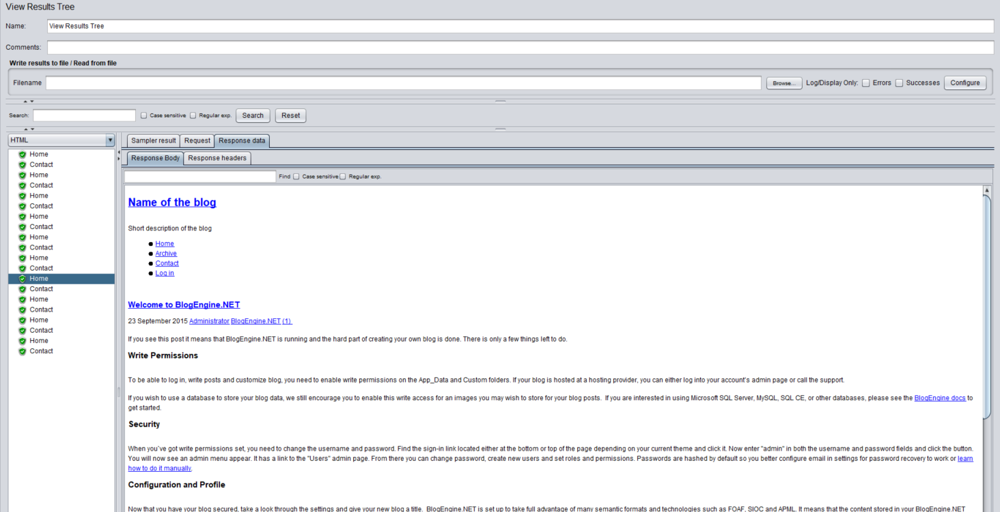 View Results Tree
Name: View Results Tree
Comments:
Write results to file / Read from file
Filename Browse... Log/Display Only: Errors Successes Configure
Search: Case sensitive Regular exp. Search Reset
HTML
Home
Contact
Home
Contact
Home
Contact
Home
Contact
Home
Contact
Home
Contact
Home
Contact
Home
Contact
Home
Contact
Home
Contact
Sampler result Request Response data
Response Body Response headers
Find Case sensitive Regular exp.
Name of the blog
Short description of the blog
Home
Archive
Contact
Log in
Welcome to BlogEngine.NET
23 September 2015 Administrator BlogEngine.NET (1)
If you see this post it means that BlogEngine.NET is running and the hard part of creating your own blog is done. There is only a few things left to do.
Write Permissions
To be able to log in, write posts and customize blog, you need to enable write permissions on the App_Data and Custom folders. If your blog is hosted at a hosting provider, you can either log into your account's admin page or call the support.
If you wish to use a database to store your blog data, we still encourage you to enable this write access for an images you may wish to store for your blog posts. If you are interested in using Microsoft SQL Server, MySQL, SQL CE, or other databases, please see the BlogEngine docs to
get started.
Security
When you`ve got write permissions set, you need to change the username and password. Find the sign-in link located either at the bottom or top of the page depending on your current theme and click it. Now enter "admin" in both the username and password fields and click the button.
You will now see an admin menu appear. It has a link to the "Users" admin page. From there you can change password, create new users and set roles and permissions. Passwords are hashed by default so you better configure email in settings for password recovery to work or learn
how to do it manually.
Configuration and Profile
Now that you have your blog secured, take a look through the settings and give your new blog a title. BlogEngine.NET is set up to take full advantage of many semantic formats and technologies such as FOAF, SIOC and APML. It means that the content stored in your BlogEngine.NET